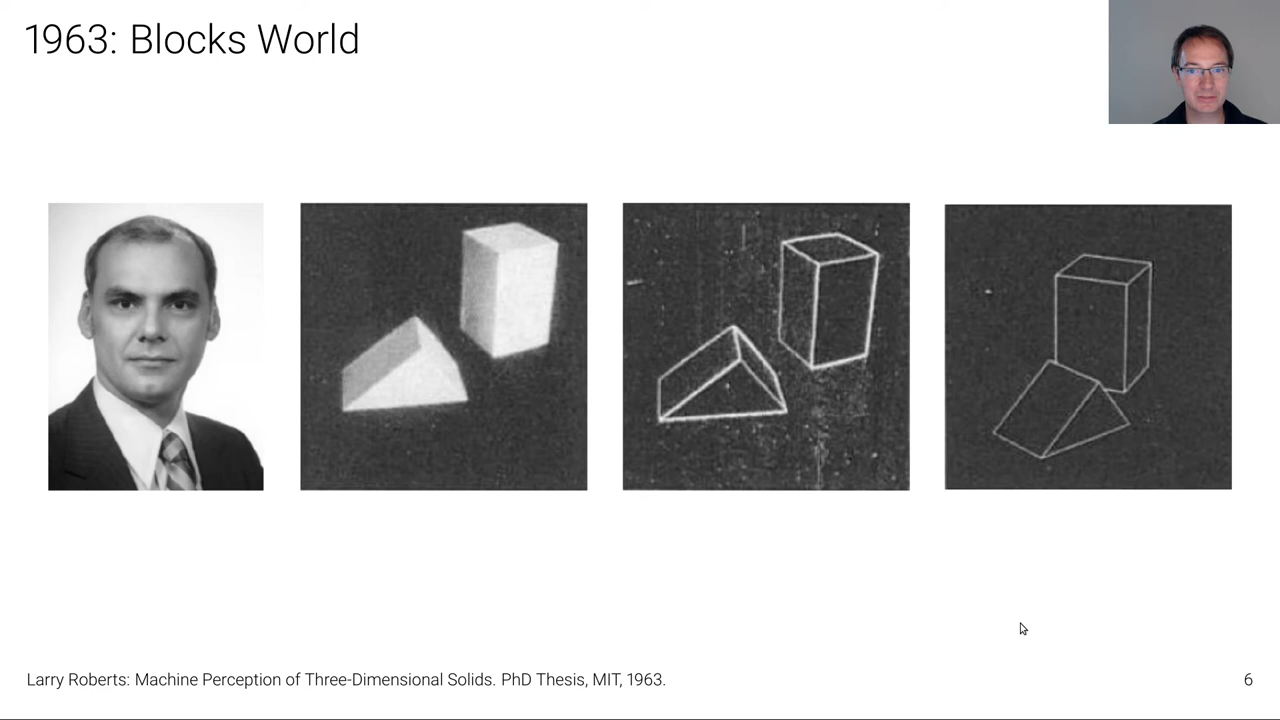 1963: Blocks World
Larry Roberts: Machine Perception of Three-Dimensional Solids. PhD Thesis, MIT, 1963.
6